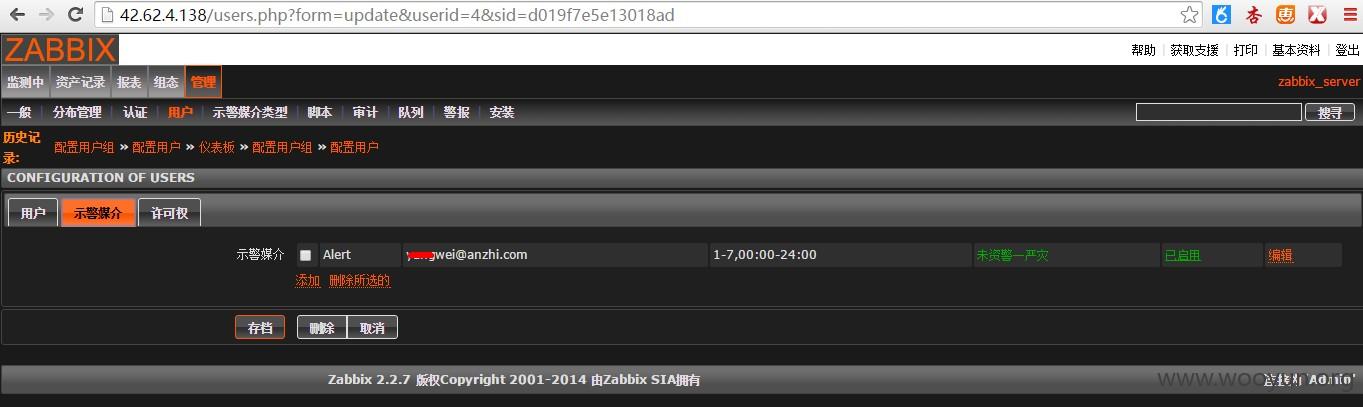 42.62.4.138/users.php?form=update&userid=4&sid=d019f7e5e13018ad
ZABBIX
帮助 | 获取支援 | 打印 | 基本资料 | 登出
监测中 资产记录 报表 组态 管理
zabbix_server
一般 | 分布管理 | 认证 | 用户 | 示警媒介类型 | 脚本 | 审计 | 队列 | 警报 | 安装
搜寻
历史记录: 配置用户组 » 配置用户 » 仪表板 » 配置用户组 » 配置用户
CONFIGURATION OF USERS
用户 示警媒介 许可权
示警媒介 Alert wei@anzhi.com 1-7,00:00-24:00 未资警一严灾 已启用 编辑
添加 删除所选的
存档 删除 取消
Zabbix 2.2.7 版权Copyright 2001-2014 由Zabbix SIA拥有
'Admin'
www.wooyun.org